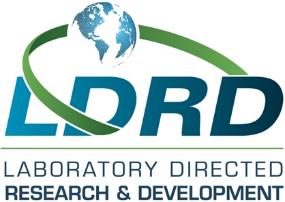 LDRD
LABORATORY DIRECTED
RESEARCH & DEVELOPMENT